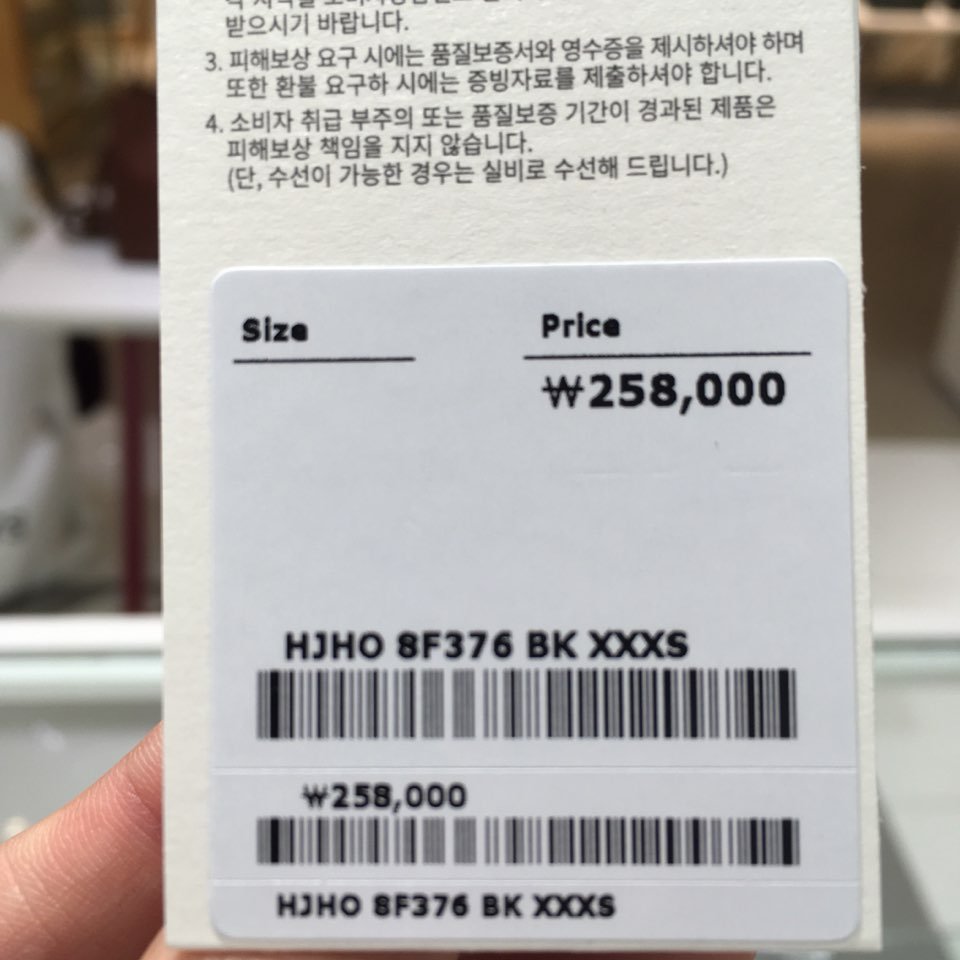 받으시기 바랍니다.
3. 피해보상 요구 시에는 품질보증서와 영수증을 제시하셔야 하며
또한 환불 요구하 시에는 증빙자료를 제출하셔야 합니다.
4. 소비자 취급 부주의 또는 품질보증 기간이 경과된 제품은
피해보상 책임을 지지 않습니다.
(단, 수선이 가능한 경우는 실비로 수선해 드립니다.)
Size Price
₩258,000
HJHO 8F376 BK XXXS
₩258,000
HJHO 8F376 BK XXXS